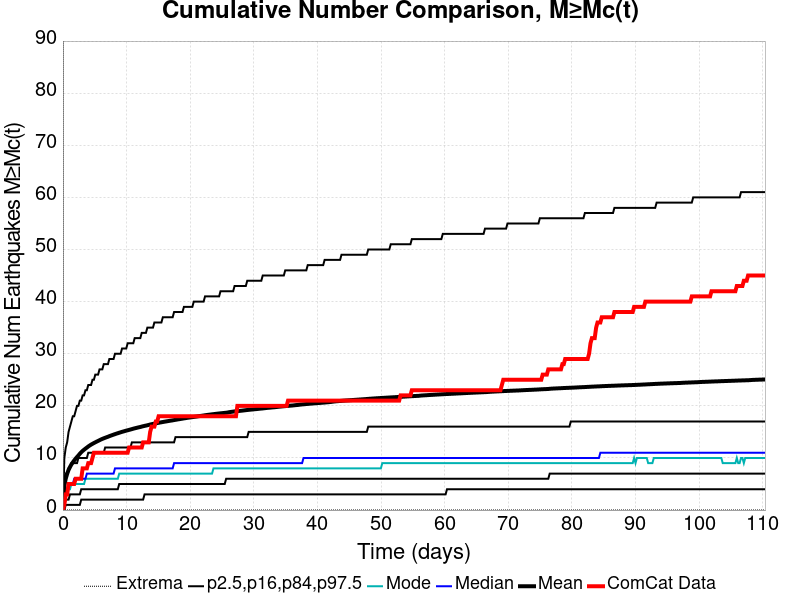 Cumulative Number Comparison, M≥Mc(t)
Cumulative Num Earthquakes M≥Mc(t)
90
80
70
60
50
40
30
20
10
0
0 10 20 30 40 50 60 70 80 90 100 110
Time (days)
Extrema p2.5,p16,p84,p97.5 Mode Median Mean ComCat Data